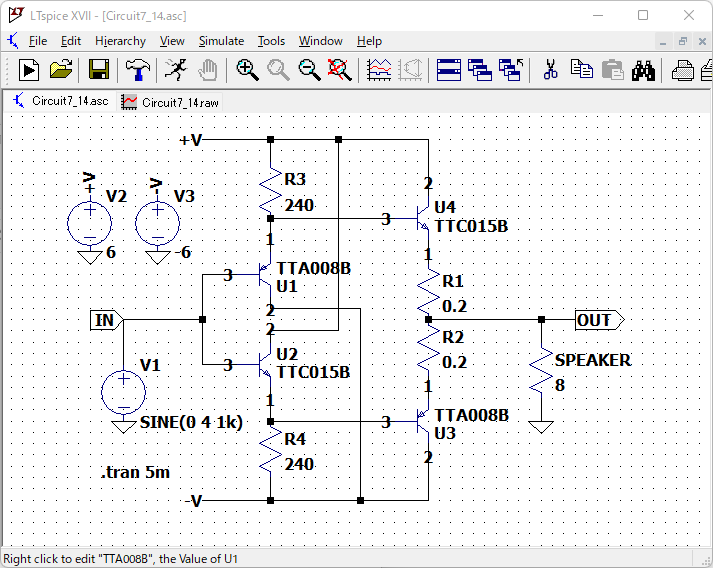 LTspice XVII - [Circuit7_14.asc]
File Edit Hierarchy View Simulate Tools Window Help
Circuit7_14.asc Circuit7_14.raw
+V
+V
V2
6
-V
V3
-6
R3
240
2
U4
TTC015B
3
1
1
TTA008B
U1
3
2
R1
0.2
IN
OUT
2
U2
TTC015B
3
1
R2
0.2
SPEAKER
8
V1
SINE(0 4 1k)
1
TTA008B
U3
3
2
R4
240
.tran 5m
-V
Right click to edit "TTA008B", the Value of U1